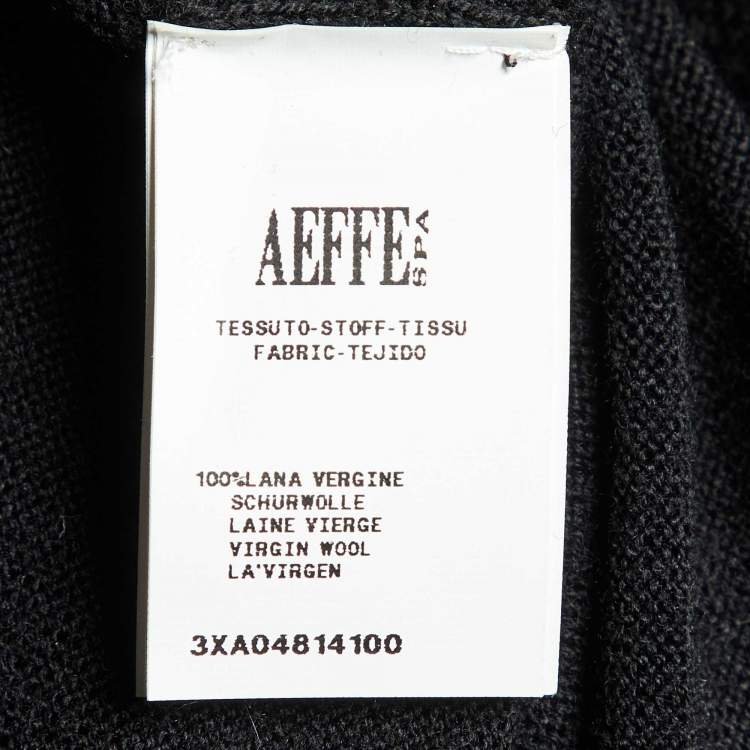 AEFFE SPA
TESSUTO-STOFF-TISSU
FABRIC-TEJIDO
100%LANA VERGINE
SCHURWOLLE
LAINE VIERGE
VIRGIN WOOL
LA'VIRGEN
3XA04814100